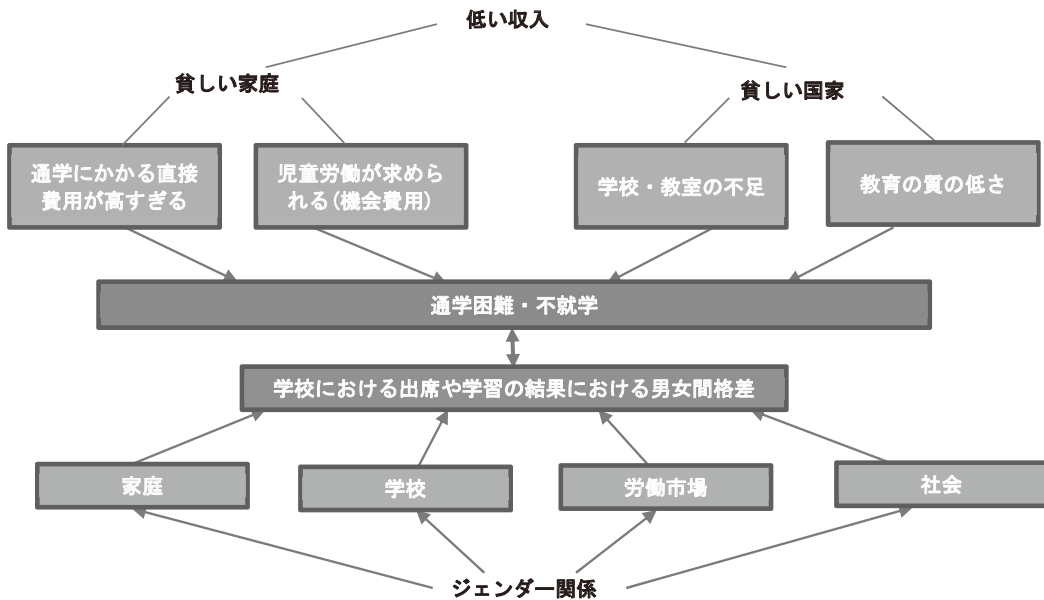 低い収入
貧しい家庭
貧しい国家
通学にかかる直接
費用が高すぎる
児童労働が求めら
れる(機会費用)
学校・教室の不足
教育の質の低さ
通学困難・不就学
学校における出席や学習の結果における男女間格差
家庭
学校
労働市場
社会
ジェンダー関係